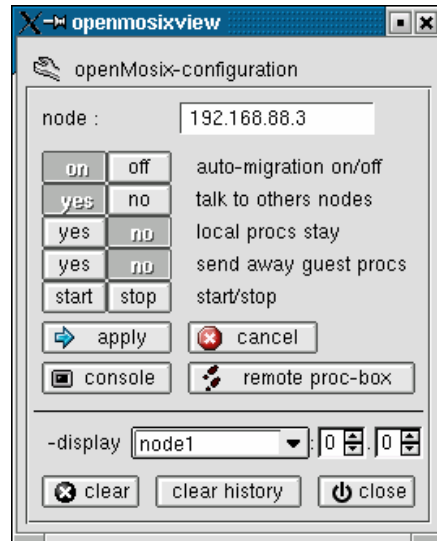 openmosixview
openMosix-configuration
node : 192.168.88.3
on off auto-migration on/off
yes no talk to others nodes
yes no local procs stay
yes no send away guest procs
start stop start/stop
apply cancel
console remote proc-box
-display node1 : 0 . 0
clear clear history close